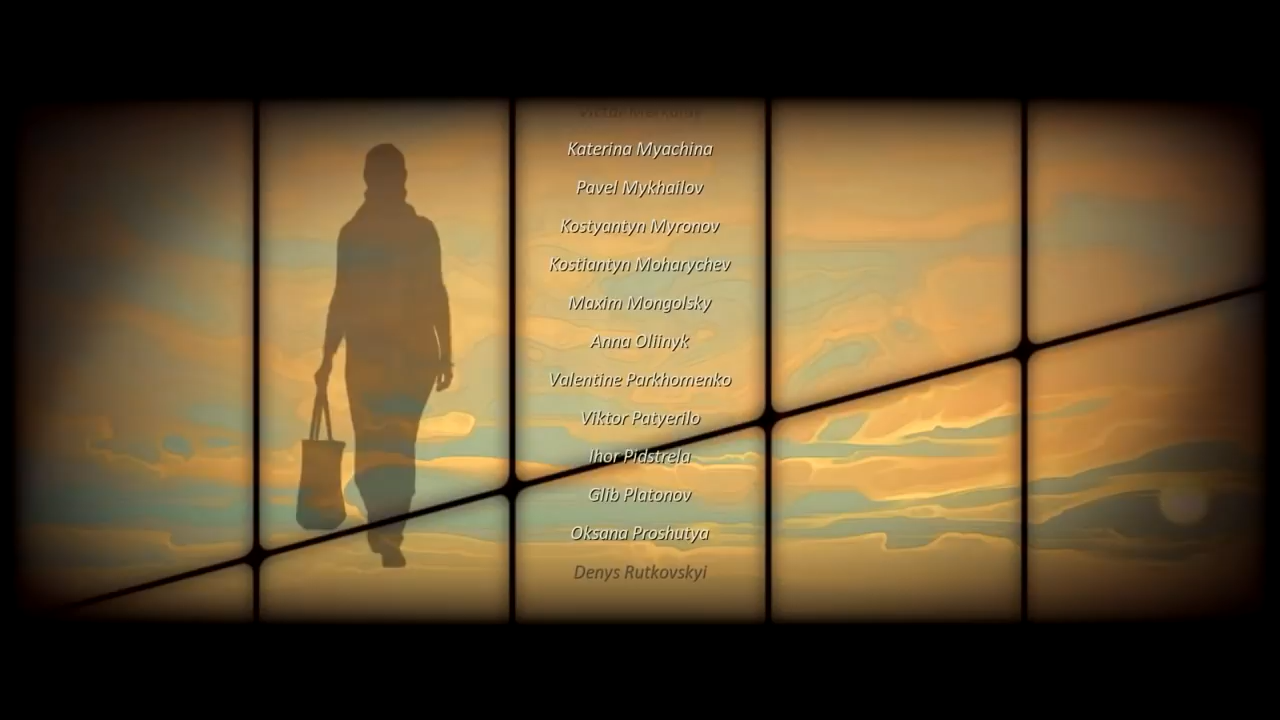 Katerina Myachina
Pavel Mykhailov
Kostyantyn Myronov
Kostiantyn Moharychev
Maxim Mongolsky
Anna Oliinyk
Valentine Parkhomenko
Viktor Patyerilo
Ihor Pidstrela
Glib Platonov
Oksana Proshutya
Denys Rutkovskyi